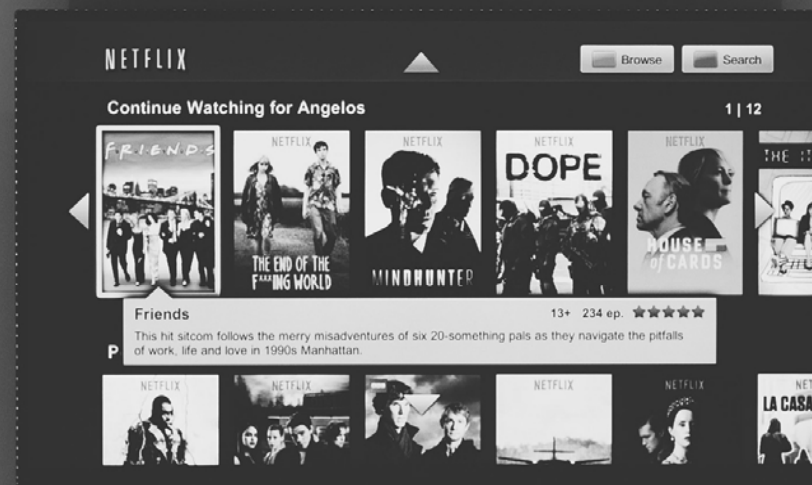 NETFLIX
Browse
Search
Continue Watching for Angelos
1 | 12
FRIENDS
NETFLIX
THE END OF THE
F***ING WORLD
NETFLIX
MINDHUNTER
NETFLIX
DOPE
NETFLIX
HOUSE
of CARDS
THE IT
Friends
13+ 234 ep. ★★★★★
This hit sitcom follows the merry misadventures of six 20-something pals as they navigate the pitfalls
of work, life and love in 1990s Manhattan.
P
NETFLIX
NETFLIX
NETFLIX
NETFLIX
NET
LA CASA